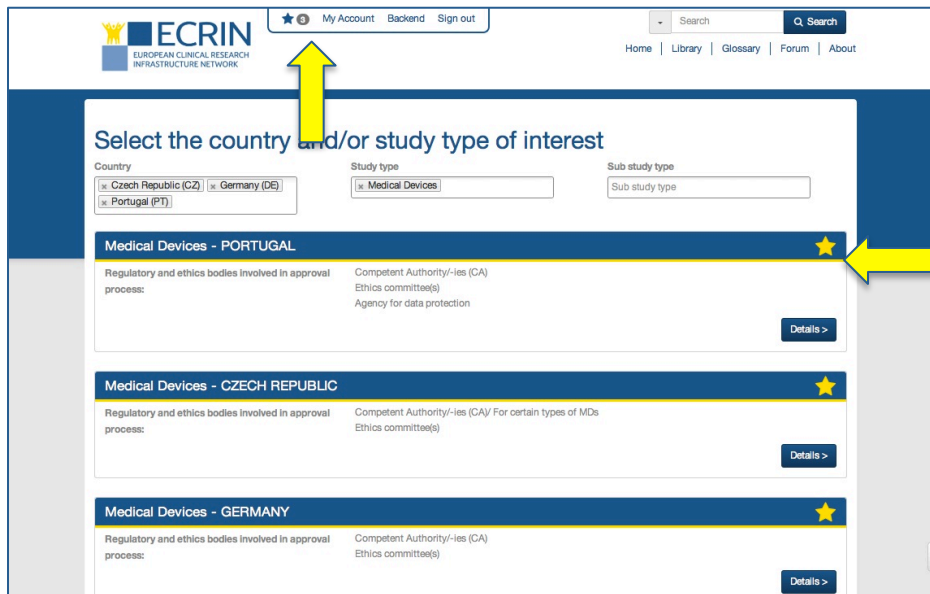 ECRIN
EUROPEAN CLINICAL RESEARCH
INFRASTRUCTURE NETWORK
3 My Account Backend Sign out
Search Search
Home Library Glossary Forum About
Select the country and/or study type of interest
Country Study type Sub study type
× Czech Republic (CZ) × Germany (DE) × Medical Devices Sub study type
× Portugal (PT)
Medical Devices - PORTUGAL
Regulatory and ethics bodies involved in approval Competent Authority/-ies (CA)
process: Ethics committee(s)
Agency for data protection
Details >
Medical Devices - CZECH REPUBLIC
Regulatory and ethics bodies involved in approval Competent Authority/-ies (CA)/ For certain types of MDs
process: Ethics committee(s)
Details >
Medical Devices - GERMANY
Regulatory and ethics bodies involved in approval Competent Authority/-ies (CA)
process: Ethics committee(s)
Details >